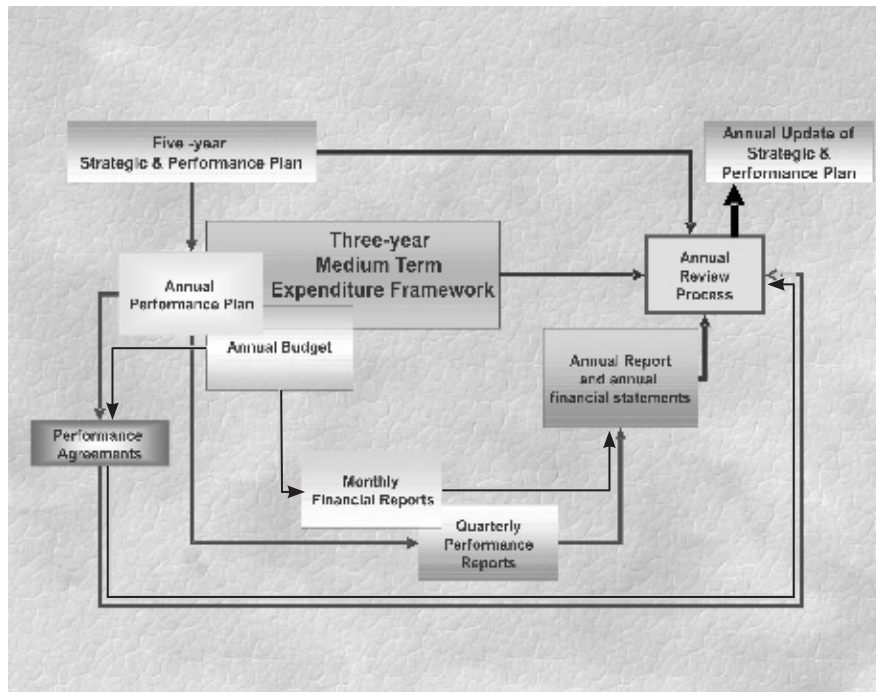 Five -year
Strategic & Performance Plan
Annual Update of
Strategic &
Performance Plan
Three-year
Medium Term
Expenditure Framework
Annual
Review
Process
Annual
Performance Plan
Annual Budget
Annual Report
and annual
financial statements
Performance
Agreements
Monthly
Financial Reports
Quarterly
Performance
Reports